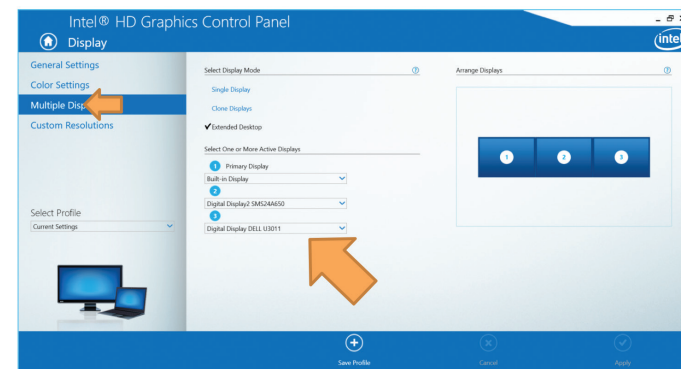 Intel® HD Graphics Control Panel
Display
General Settings
Color Settings
Multiple Disp
Custom Resolutions
Select Profile
Current Settings
Select Display Mode
Single Display
Clone Displays
Extended Desktop
Select One or More Active Displays
1 Primary Display
Built-in Display
2
Digital Display2 SMS24A650
3
Digital Display DELL U3011
Arrange Displays
1 2 3
Save Profile
Cancel
Apply